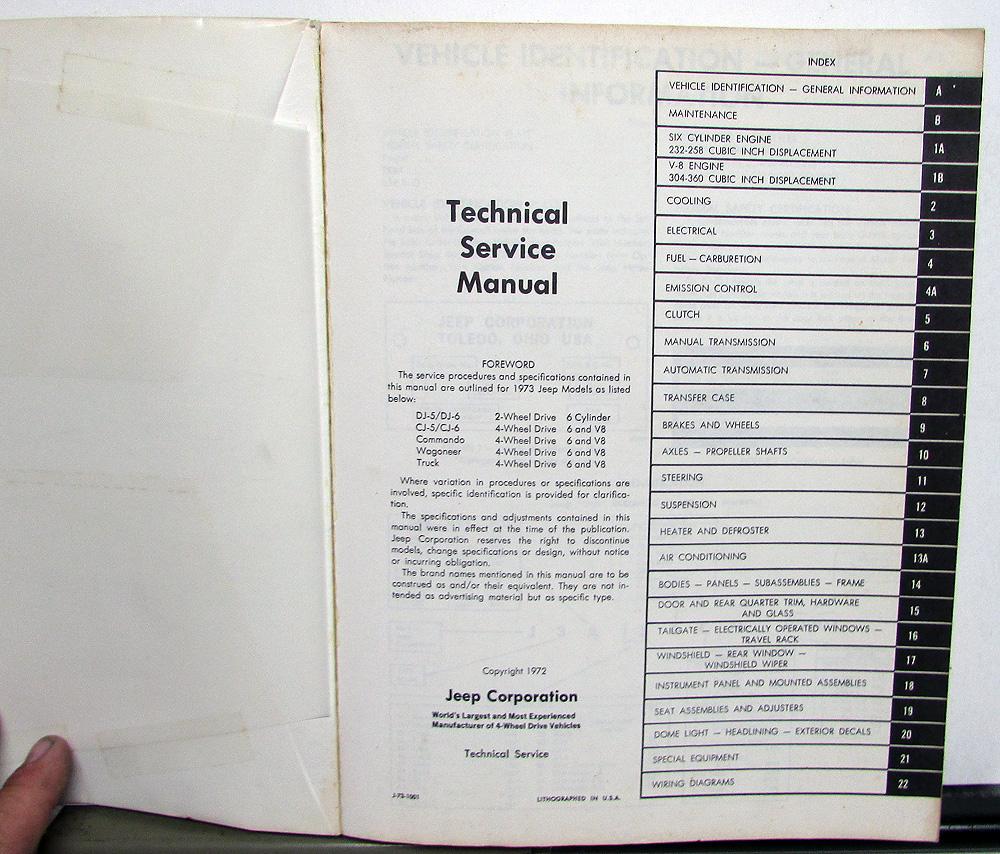 Technical
Service
Manual
FOREWORD
The service procedures and specifications contained in
this manual are outlined for 1973 Jeep Models as listed
below:
DJ-5/DJ-6 2-Wheel Drive 6 Cylinder
CJ-5/CJ-6 4-Wheel Drive 6 and V8
Commando 4-Wheel Drive 6 and V8
Wagoneer 4-Wheel Drive 6 and V8
Truck 4-Wheel Drive 6 and V8
Where variation in procedures or specifications are
involved, specific identification is provided for clarifica-
tion.
The specifications and adjustments contained in this
manual were in effect at the time of the publication.
Jeep Corporation reserves the right to discontinue
models, change specifications or design, without notice
or incurring obligation.
The brand names mentioned in this manual are to be
construed as and/or their equivalent. They are not in-
tended as advertising material but as specific type.
Copyright 1972
Jeep Corporation
World's Largest and Most Experienced
Manufacturer of 4-Wheel Drive Vehicles
Technical Service
J-73-1001
LITHOGRAPHED IN U.S.A.
INDEX
VEHICLE IDENTIFICATION — GENERAL INFORMATION A
MAINTENANCE B
SIX CYLINDER ENGINE
232-258 CUBIC INCH DISPLACEMENT 1A
V-8 ENGINE
304-360 CUBIC INCH DISPLACEMENT 1B
COOLING 2
ELECTRICAL 3
FUEL — CARBURETION 4
EMISSION CONTROL 4A
CLUTCH 5
MANUAL TRANSMISSION 6
AUTOMATIC TRANSMISSION 7
TRANSFER CASE 8
BRAKES AND WHEELS 9
AXLES — PROPELLER SHAFTS 10
STEERING 11
SUSPENSION 12
HEATER AND DEFROSTER 13
AIR CONDITIONING 13A
BODIES — PANELS — SUBASSEMBLIES — FRAME 14
DOOR AND REAR QUARTER TRIM, HARDWARE
AND GLASS 15
TAILGATE — ELECTRICALLY OPERATED WINDOWS —
TRAVEL RACK 16
WINDSHIELD — REAR WINDOW —
WINDSHIELD WIPER 17
INSTRUMENT PANEL AND MOUNTED ASSEMBLIES 18
SEAT ASSEMBLIES AND ADJUSTERS 19
DOME LIGHT — HEADLINING — EXTERIOR DECALS 20
SPECIAL EQUIPMENT 21
WIRING DIAGRAMS 22